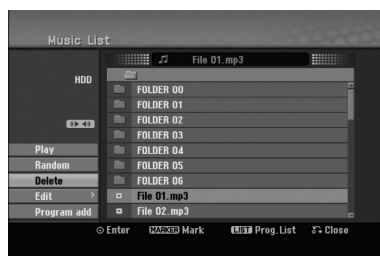 Music List
File 01.mp3
HDD
FOLDER 00
FOLDER 01
FOLDER 02
FOLDER 03
Play
FOLDER 04
Random
FOLDER 05
Delete
FOLDER 06
Edit
File 01.mp3
Program add
File 02.mp3
Enter MARKER Mark LIST Prog.List Close